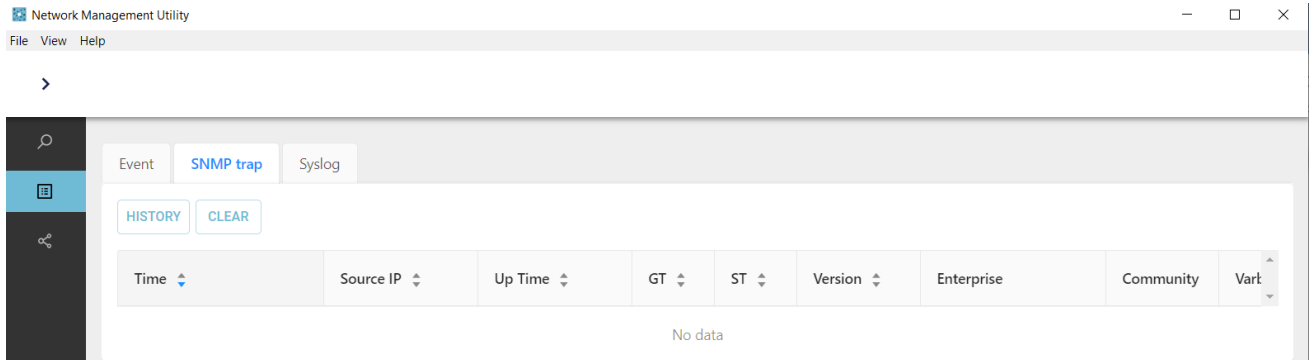 Network Management Utility
File View Help
Event SNMP trap Syslog
HISTORY CLEAR
Time Source IP Up Time GT ST Version Enterprise Community Vart
No data